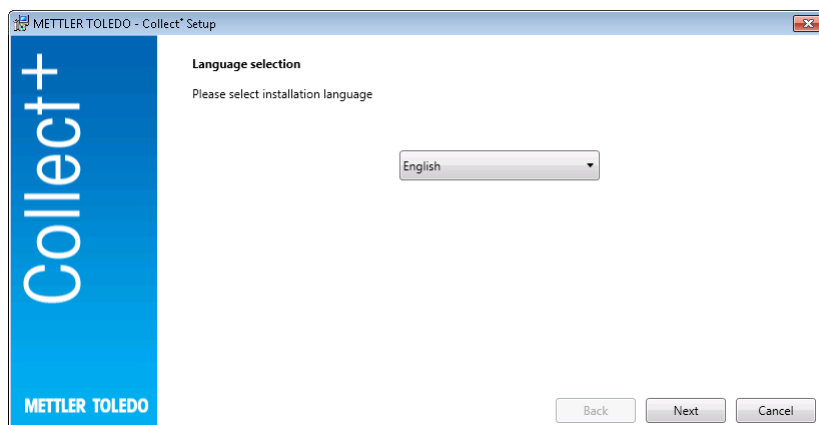 METTLER TOLEDO - Collect⁺ Setup
Language selection
Please select installation language
English
Collect+
METTLER TOLEDO
Back
Next
Cancel